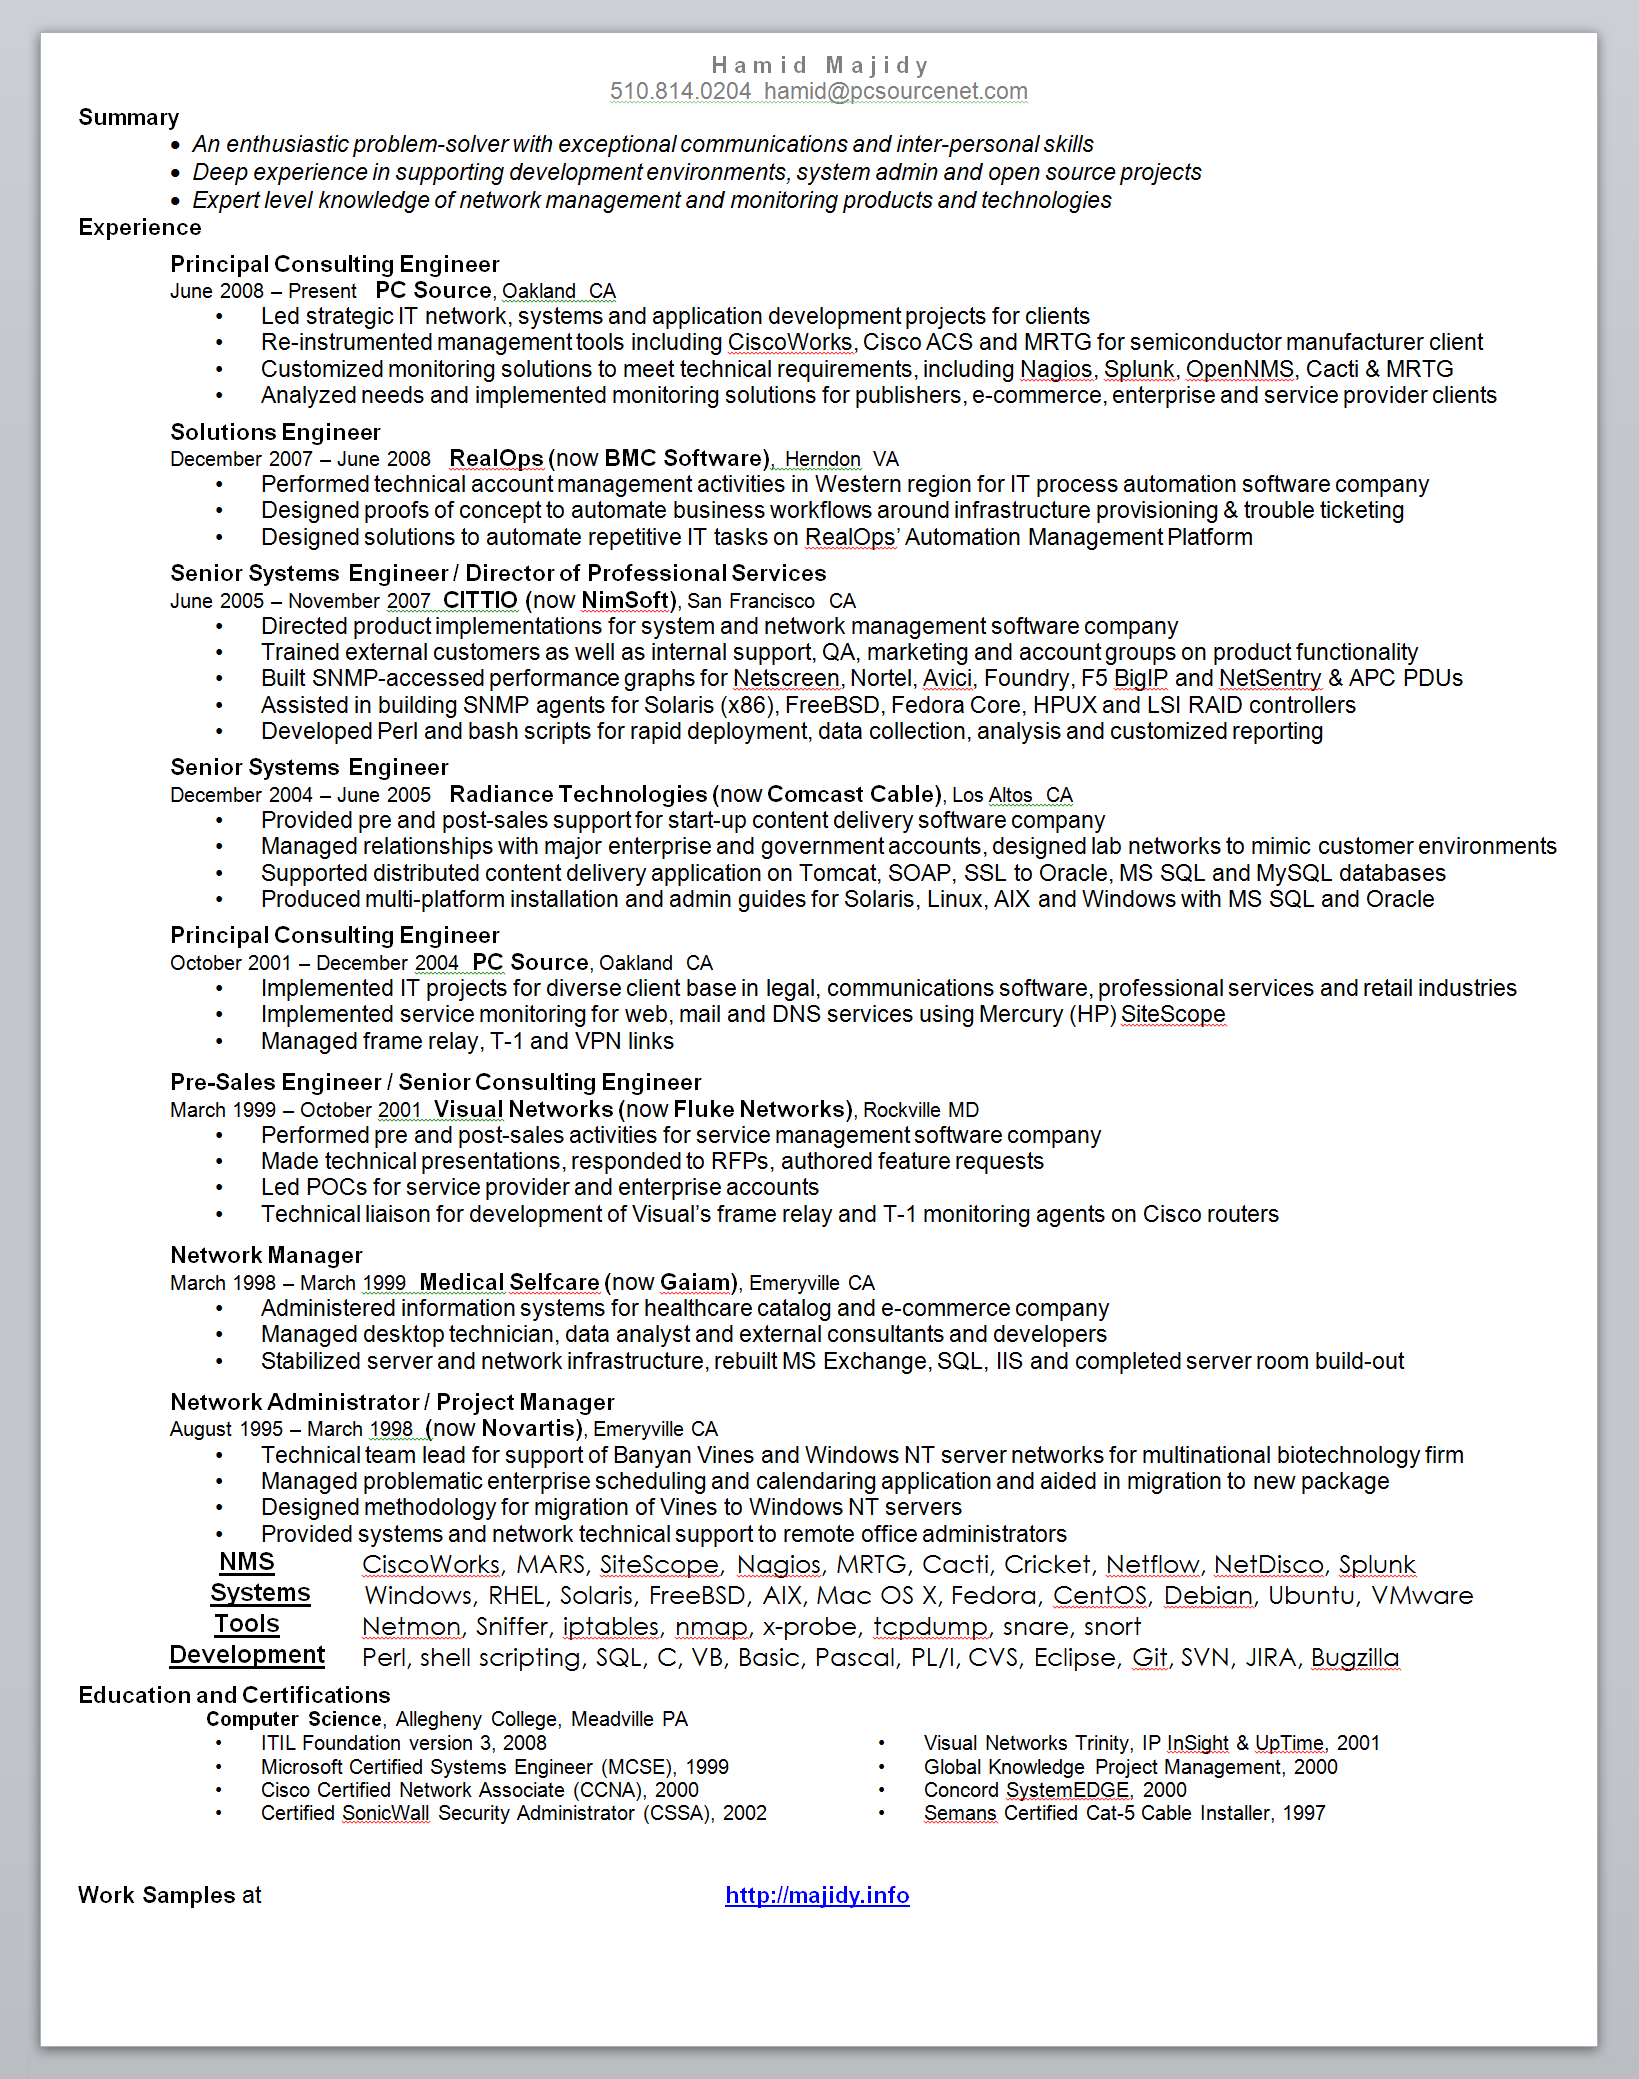 Hamid Majidy
510.814.0204 hamid@pcsourcenet.com
Summary
• An enthusiastic problem-solver with exceptional communications and inter-personal skills
• Deep experience in supporting development environments, system admin and open source projects
• Expert level knowledge of network management and monitoring products and technologies
Experience
Principal Consulting Engineer
June 2008 – Present PC Source, Oakland CA
• Led strategic IT network, systems and application development projects for clients
• Re-instrumented management tools including CiscoWorks, Cisco ACS and MRTG for semiconductor manufacturer client
• Customized monitoring solutions to meet technical requirements, including Nagios, Splunk, OpenNMS, Cacti & MRTG
• Analyzed needs and implemented monitoring solutions for publishers, e-commerce, enterprise and service provider clients
Solutions Engineer
December 2007 – June 2008 RealOps (now BMC Software), Herndon VA
• Performed technical account management activities in Western region for IT process automation software company
• Designed proofs of concept to automate business workflows around infrastructure provisioning & trouble ticketing
• Designed solutions to automate repetitive IT tasks on RealOps’ Automation Management Platform
Senior Systems Engineer / Director of Professional Services
June 2005 – November 2007 CITTIO (now NimSoft), San Francisco CA
• Directed product implementations for system and network management software company
• Trained external customers as well as internal support, QA, marketing and account groups on product functionality
• Built SNMP-accessed performance graphs for Netscreen, Nortel, Avici, Foundry, F5 BigIP and NetSentry & APC PDUs
• Assisted in building SNMP agents for Solaris (x86), FreeBSD, Fedora Core, HPUX and LSI RAID controllers
• Developed Perl and bash scripts for rapid deployment, data collection, analysis and customized reporting
Senior Systems Engineer
December 2004 – June 2005 Radiance Technologies (now Comcast Cable), Los Altos CA
• Provided pre and post-sales support for start-up content delivery software company
• Managed relationships with major enterprise and government accounts, designed lab networks to mimic customer environments
• Supported distributed content delivery application on Tomcat, SOAP, SSL to Oracle, MS SQL and MySQL databases
• Produced multi-platform installation and admin guides for Solaris, Linux, AIX and Windows with MS SQL and Oracle
Principal Consulting Engineer
October 2001 – December 2004 PC Source, Oakland CA
• Implemented IT projects for diverse client base in legal, communications software, professional services and retail industries
• Implemented service monitoring for web, mail and DNS services using Mercury (HP) SiteScope
• Managed frame relay, T-1 and VPN links
Pre-Sales Engineer / Senior Consulting Engineer
March 1999 – October 2001 Visual Networks (now Fluke Networks), Rockville MD
• Performed pre and post-sales activities for service management software company
• Made technical presentations, responded to RFPs, authored feature requests
• Led POCs for service provider and enterprise accounts
• Technical liaison for development of Visual’s frame relay and T-1 monitoring agents on Cisco routers
Network Manager
March 1998 – March 1999 Medical Selfcare (now Gaiam), Emeryville CA
• Administered information systems for healthcare catalog and e-commerce company
• Managed desktop technician, data analyst and external consultants and developers
• Stabilized server and network infrastructure, rebuilt MS Exchange, SQL, IIS and completed server room build-out
Network Administrator / Project Manager
August 1995 – March 1998 (now Novartis), Emeryville CA
• Technical team lead for support of Banyan Vines and Windows NT server networks for multinational biotechnology firm
• Managed problematic enterprise scheduling and calendaring application and aided in migration to new package
• Designed methodology for migration of Vines to Windows NT servers
• Provided systems and network technical support to remote office administrators
NMS CiscoWorks, MARS, SiteScope, Nagios, MRTG, Cacti, Cricket, Netflow, NetDisco, Splunk
Systems Windows, RHEL, Solaris, FreeBSD, AIX, Mac OS X, Fedora, CentOS, Debian, Ubuntu, VMware
Tools Netmon, Sniffer, iptables, nmap, x-probe, tcpdump, snare, snort
Development Perl, shell scripting, SQL, C, VB, Basic, Pascal, PL/I, CVS, Eclipse, Git, SVN, JIRA, Bugzilla
Education and Certifications
Computer Science, Allegheny College, Meadville PA
• ITIL Foundation version 3, 2008 • Visual Networks Trinity, IP InSight & UpTime, 2001
• Microsoft Certified Systems Engineer (MCSE), 1999 • Global Knowledge Project Management, 2000
• Cisco Certified Network Associate (CCNA), 2000 • Concord SystemEDGE, 2000
• Certified SonicWall Security Administrator (CSSA), 2002 • Semans Certified Cat-5 Cable Installer, 1997
Work Samples at http://majidy.info